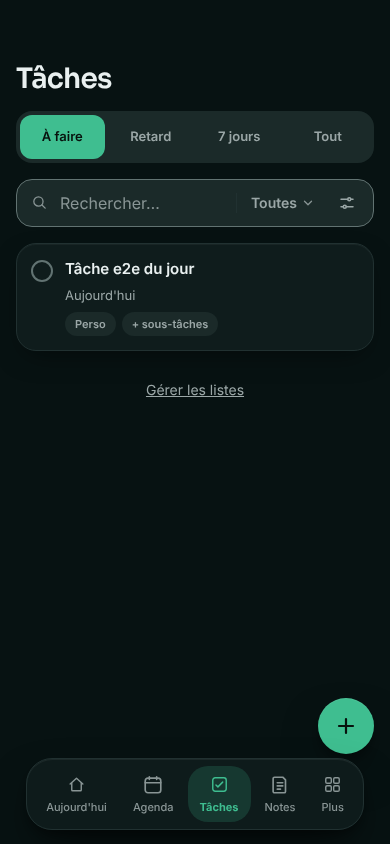 Tâches
À faire
Retard
7 jours
Tout
Rechercher...
Toutes
Tâche e2e du jour
Aujourd'hui
Perso
+ sous-tâches
Gérer les listes
Aujourd'hui
Agenda
Tâches
Notes
Plus